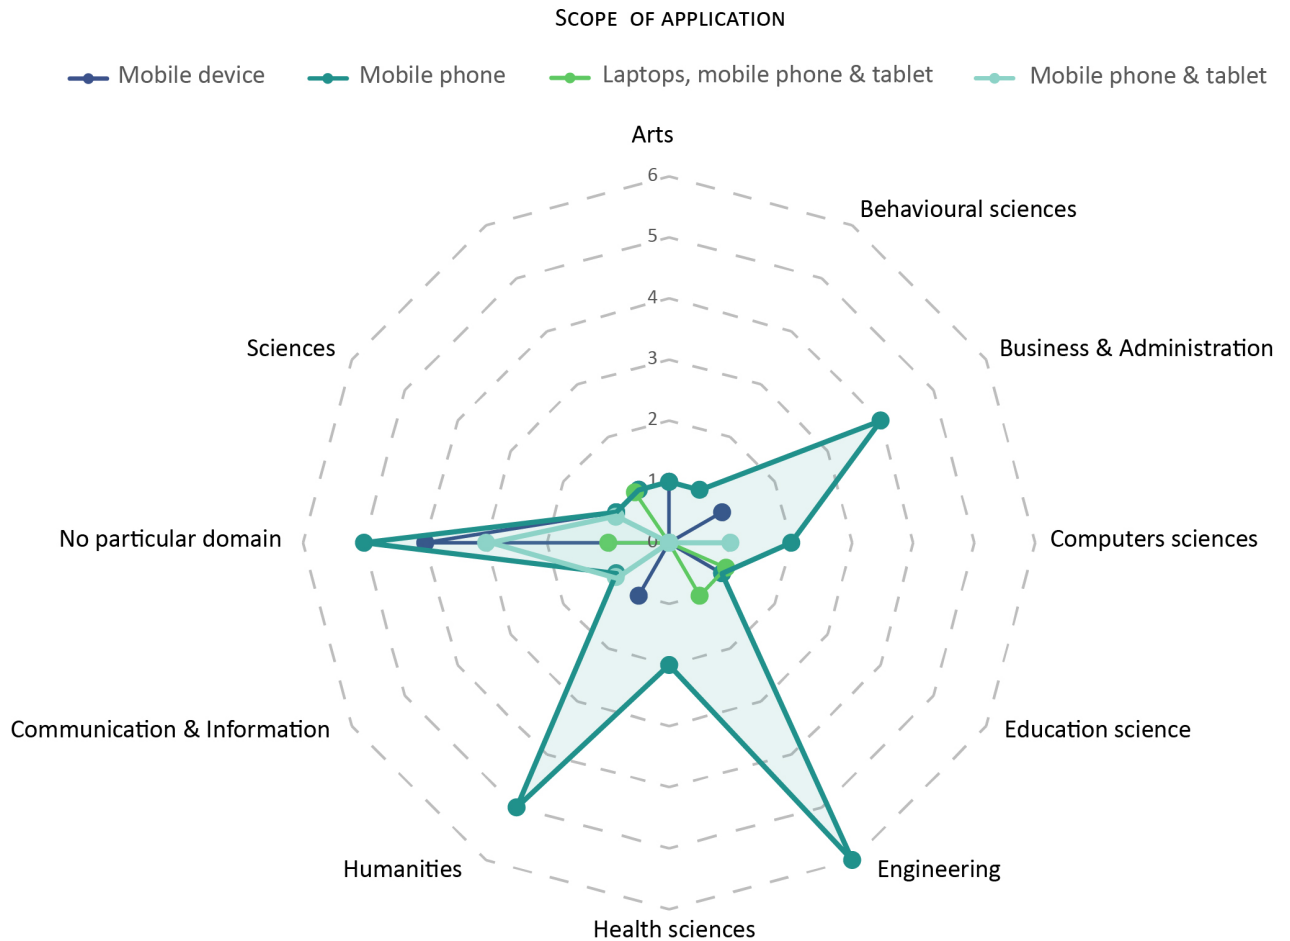 Scope of application
Mobile device
Mobile phone
Laptops, mobile phone & tablet
Mobile phone & tablet
Arts
6
Behavioural sciences
5
4
Sciences
Business & Administration
3
2
1
No particular domain
0
Computers sciences
Communication & Information
Education science
Humanities
Engineering
Health sciences